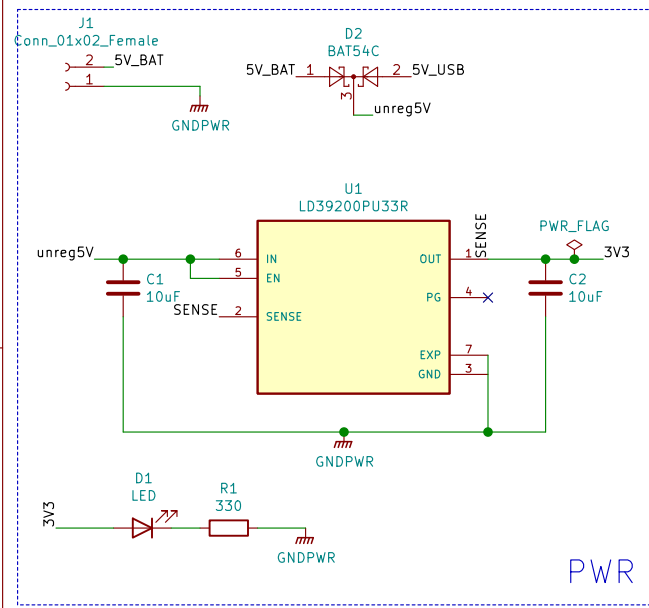 J1
Conn_01x02_Female
2 5V_BAT
1
GNDPWR
D2
BAT54C
5V_BAT 1 2 5V_USB
3
unreg5V
U1
LD39200PU33R
unreg5V 6 IN OUT 1 SENSE PWR_FLAG 3V3
5 EN
C1
10uF
SENSE 2 SENSE
PG 4
C2
10uF
EXP 7
GND 3
GNDPWR
D1
LED
R1
330
3V3
GNDPWR
PWR